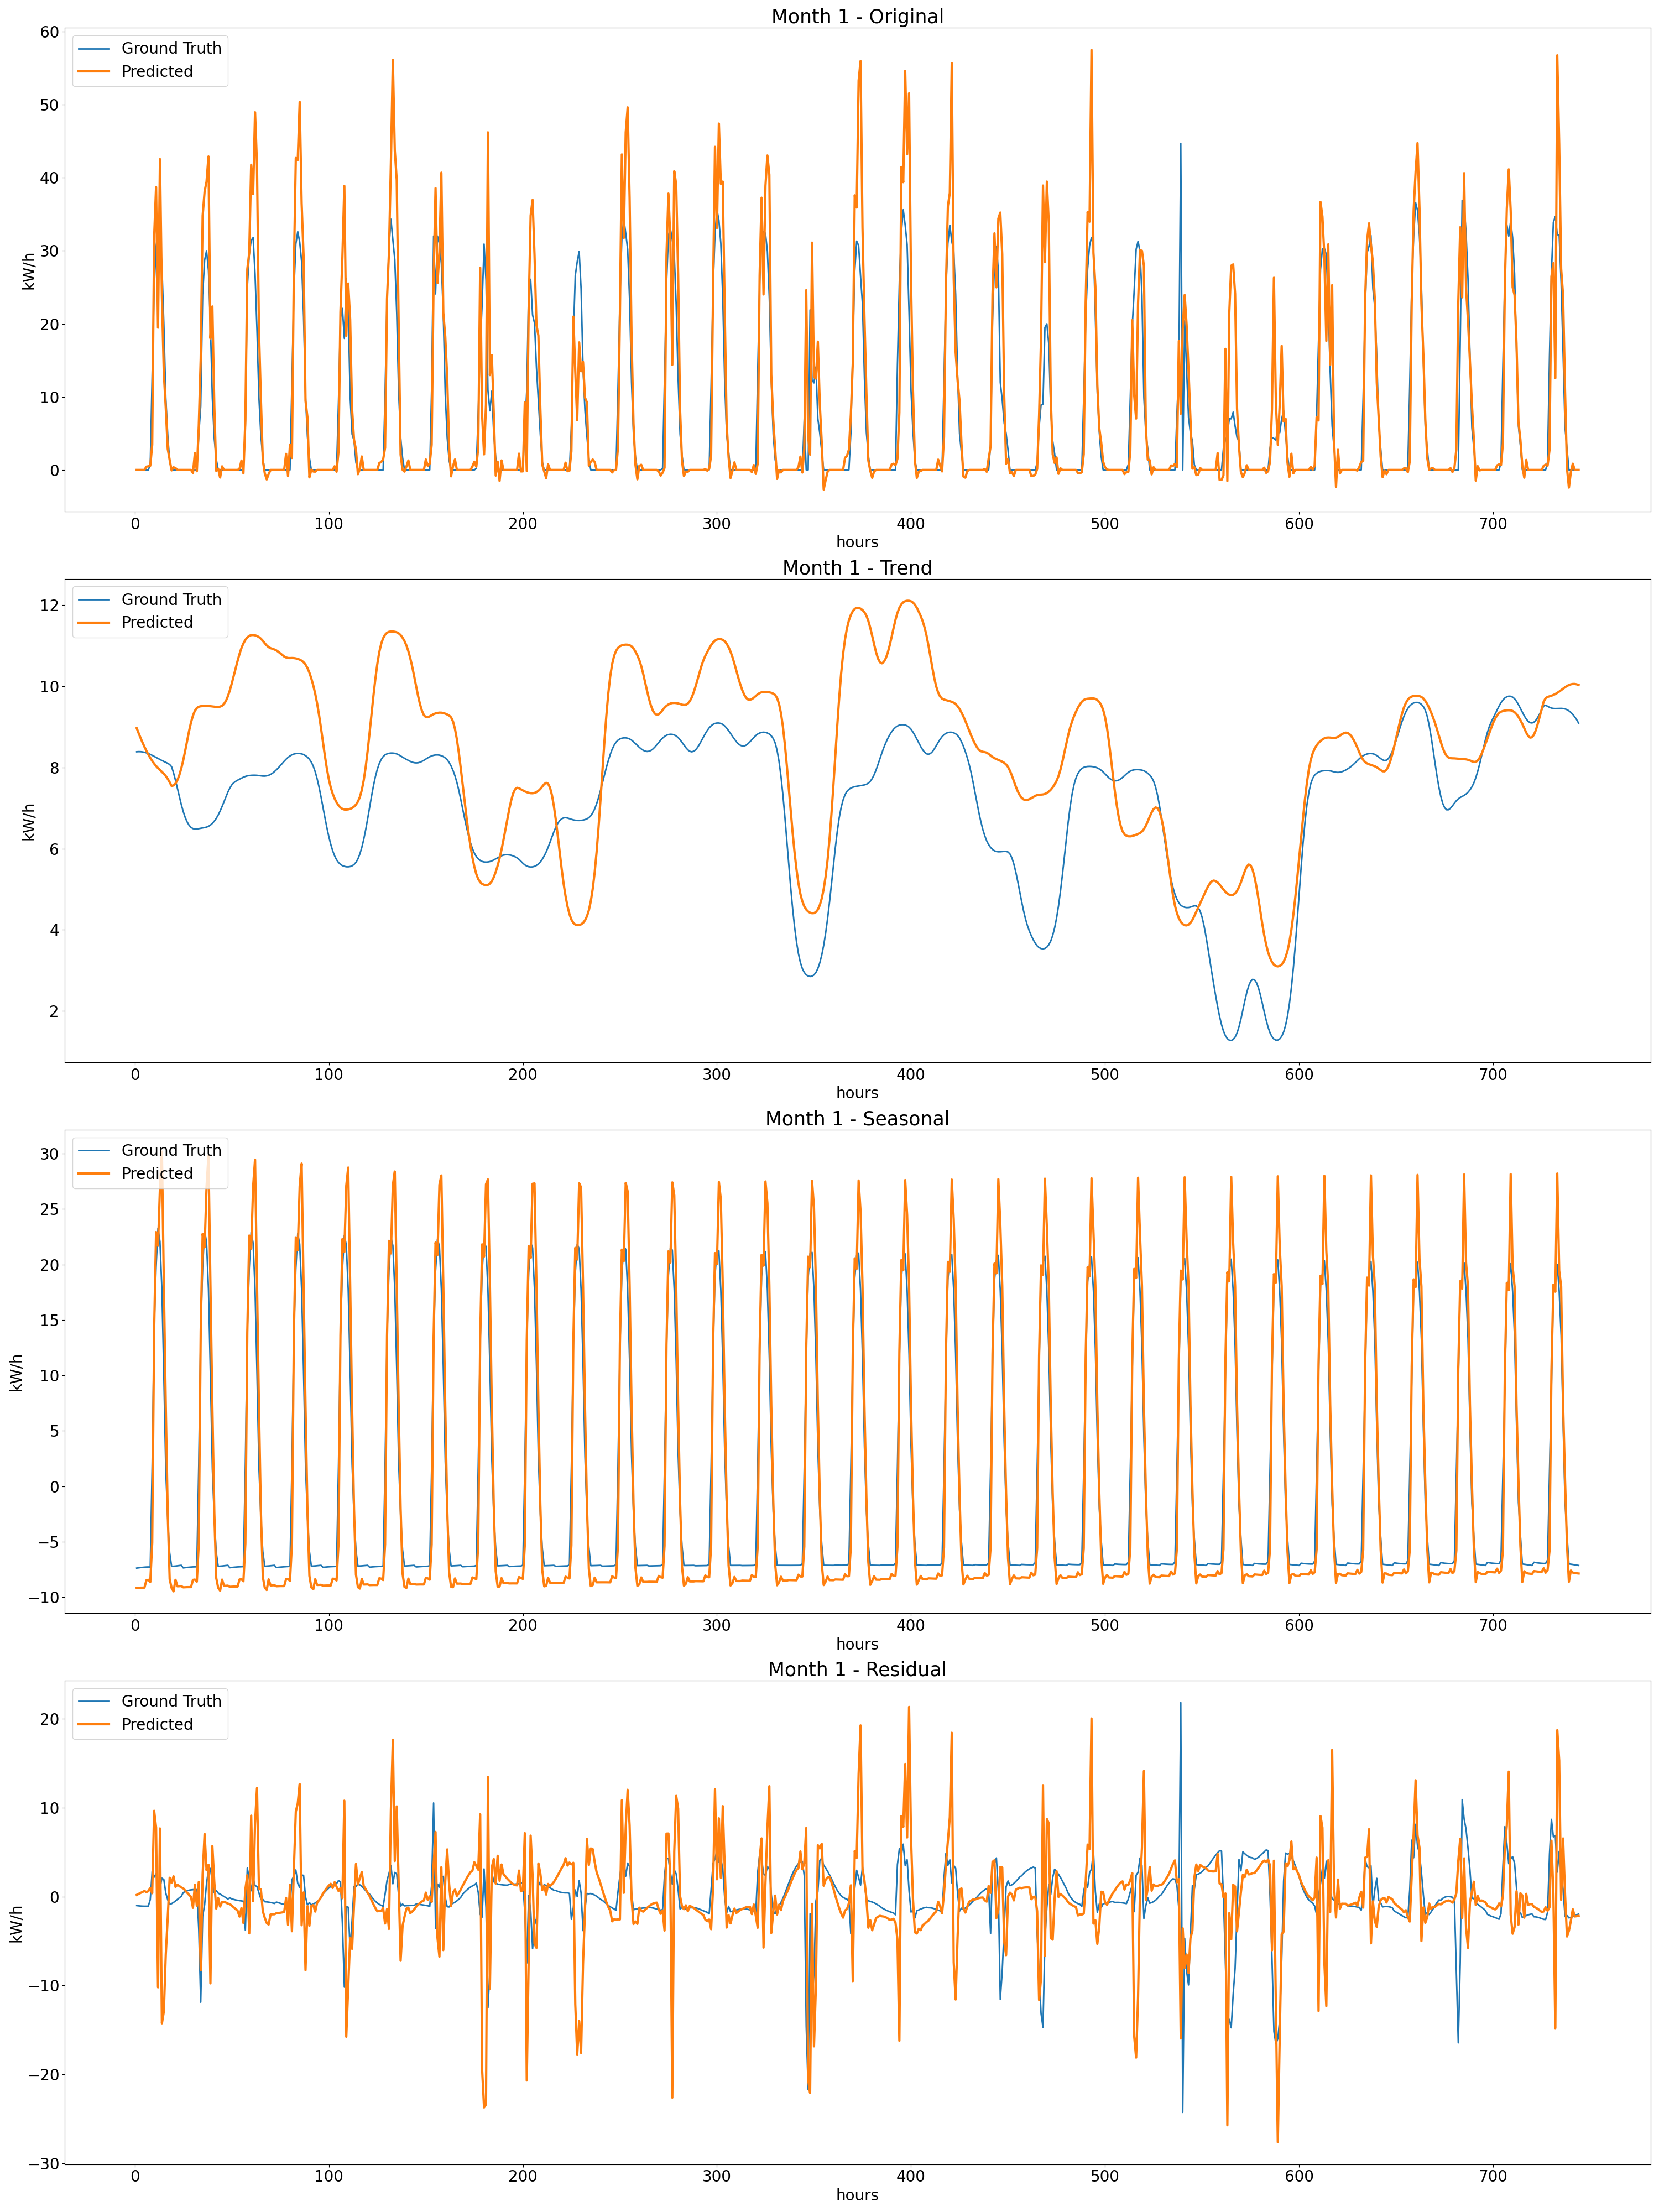 Month 1 - Original
Ground Truth
Predicted
60
50
40
30
20
10
0
kW/h
0 100 200 300 400 500 600 700
hours
Month 1 - Trend
Ground Truth
Predicted
12
10
8
6
4
2
kW/h
0 100 200 300 400 500 600 700
hours
Month 1 - Seasonal
Ground Truth
Predicted
30
25
20
15
10
5
0
−5
−10
kW/h
0 100 200 300 400 500 600 700
hours
Month 1 - Residual
Ground Truth
Predicted
20
10
0
−10
−20
−30
kW/h
0 100 200 300 400 500 600 700
hours